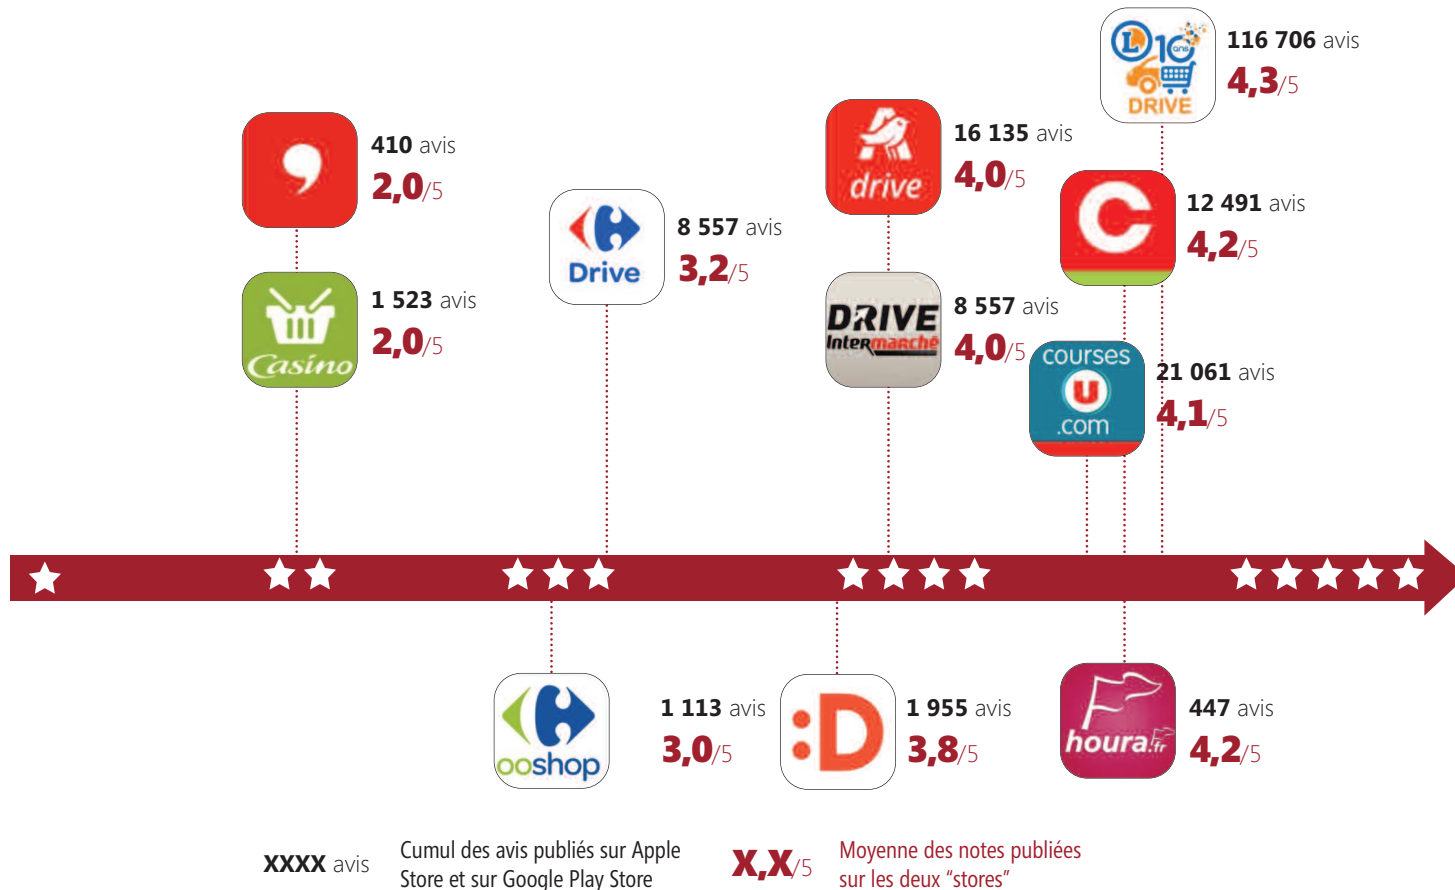 L10
ans
DRIVE
116 706 avis
4,3/5
410 avis
2,0/5
drive
16 135 avis
4,0/5
Drive
8 557 avis
3,2/5
C
12 491 avis
4,2/5
Casino
1 523 avis
2,0/5
DRIVE
Intermarché
8 557 avis
4,0/5
courses
U
.com
21 061 avis
4,1/5
ooshop
1 113 avis
3,0/5
:D
1 955 avis
3,8/5
houra.fr
447 avis
4,2/5
XXXX avis
Cumul des avis publiés sur Apple
Store et sur Google Play Store
X,X/5
Moyenne des notes publiées
sur les deux “stores”